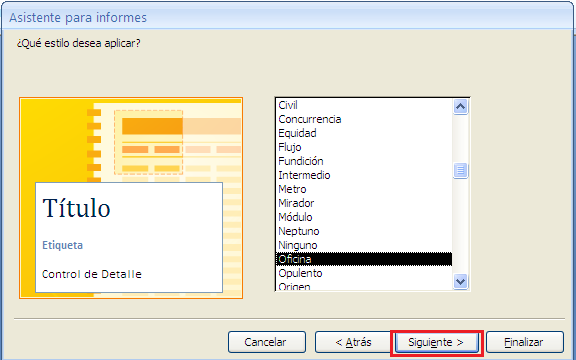 Asistente para informes
¿Qué estilo desea aplicar?
Título
Etiqueta
Control de Detalle
Civil
Concurrencia
Equidad
Flujo
Fundición
Intermedio
Metro
Mirador
Módulo
Neptuno
Ninguno
Oficina
Opulento
Origen
Cancelar
< Atrás
Siguiente >
Finalizar